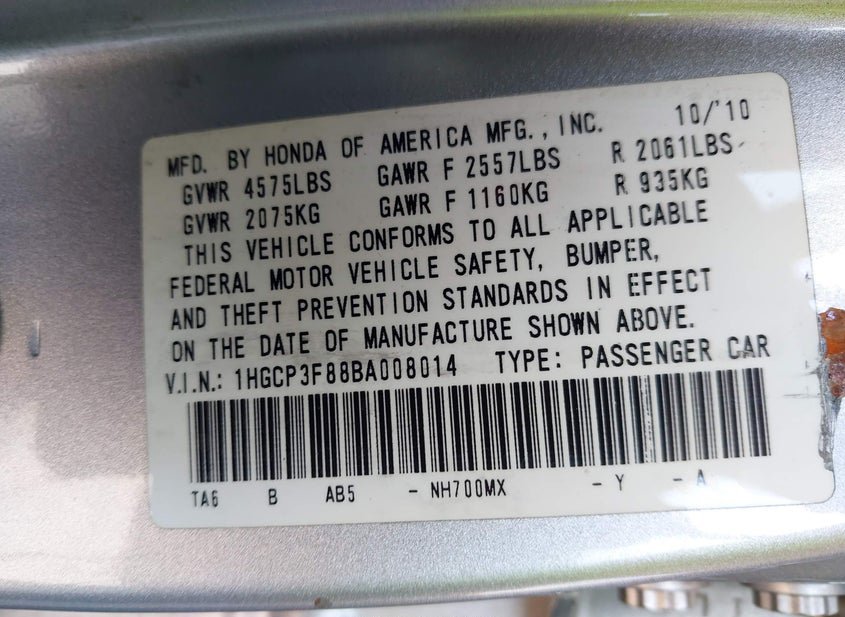 MFD. BY HONDA OF AMERICA MFG., INC. 10/'10
GVWR 4575LBS GAWR F 2557LBS R 2061LBS
GVWR 2075KG GAWR F 1160KG R 935KG
THIS VEHICLE CONFORMS TO ALL APPLICABLE
FEDERAL MOTOR VEHICLE SAFETY, BUMPER,
AND THEFT PREVENTION STANDARDS IN EFFECT
ON THE DATE OF MANUFACTURE SHOWN ABOVE.
V.I.N.: 1HGCP3F88BA008014 TYPE: PASSENGER CAR
TA6 B AB5 - NH700MX - Y - A